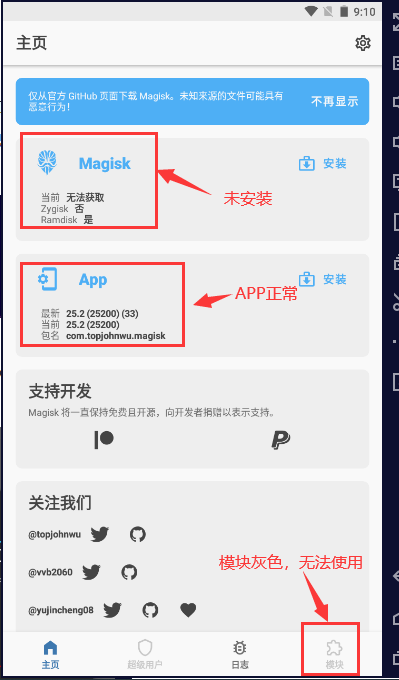 9:10
主页
仅从官方 GitHub 页面下载 Magisk。未知来源的文件可能具有
恶意行为！
不再显示
Magisk
安装
当前 无法获取
Zygisk 否
Ramdisk 是
未安装
App
安装
APP正常
最新 25.2 (25200) (33)
当前 25.2 (25200)
包名 com.topjohnwu.magisk
支持开发
Magisk 将一直保持免费且开源，向开发者捐赠以表示支持。
关注我们
@topjohnwu
模块灰色，无法使用
@vvb2060
@yujincheng08
主页
超级用户
日志
模块